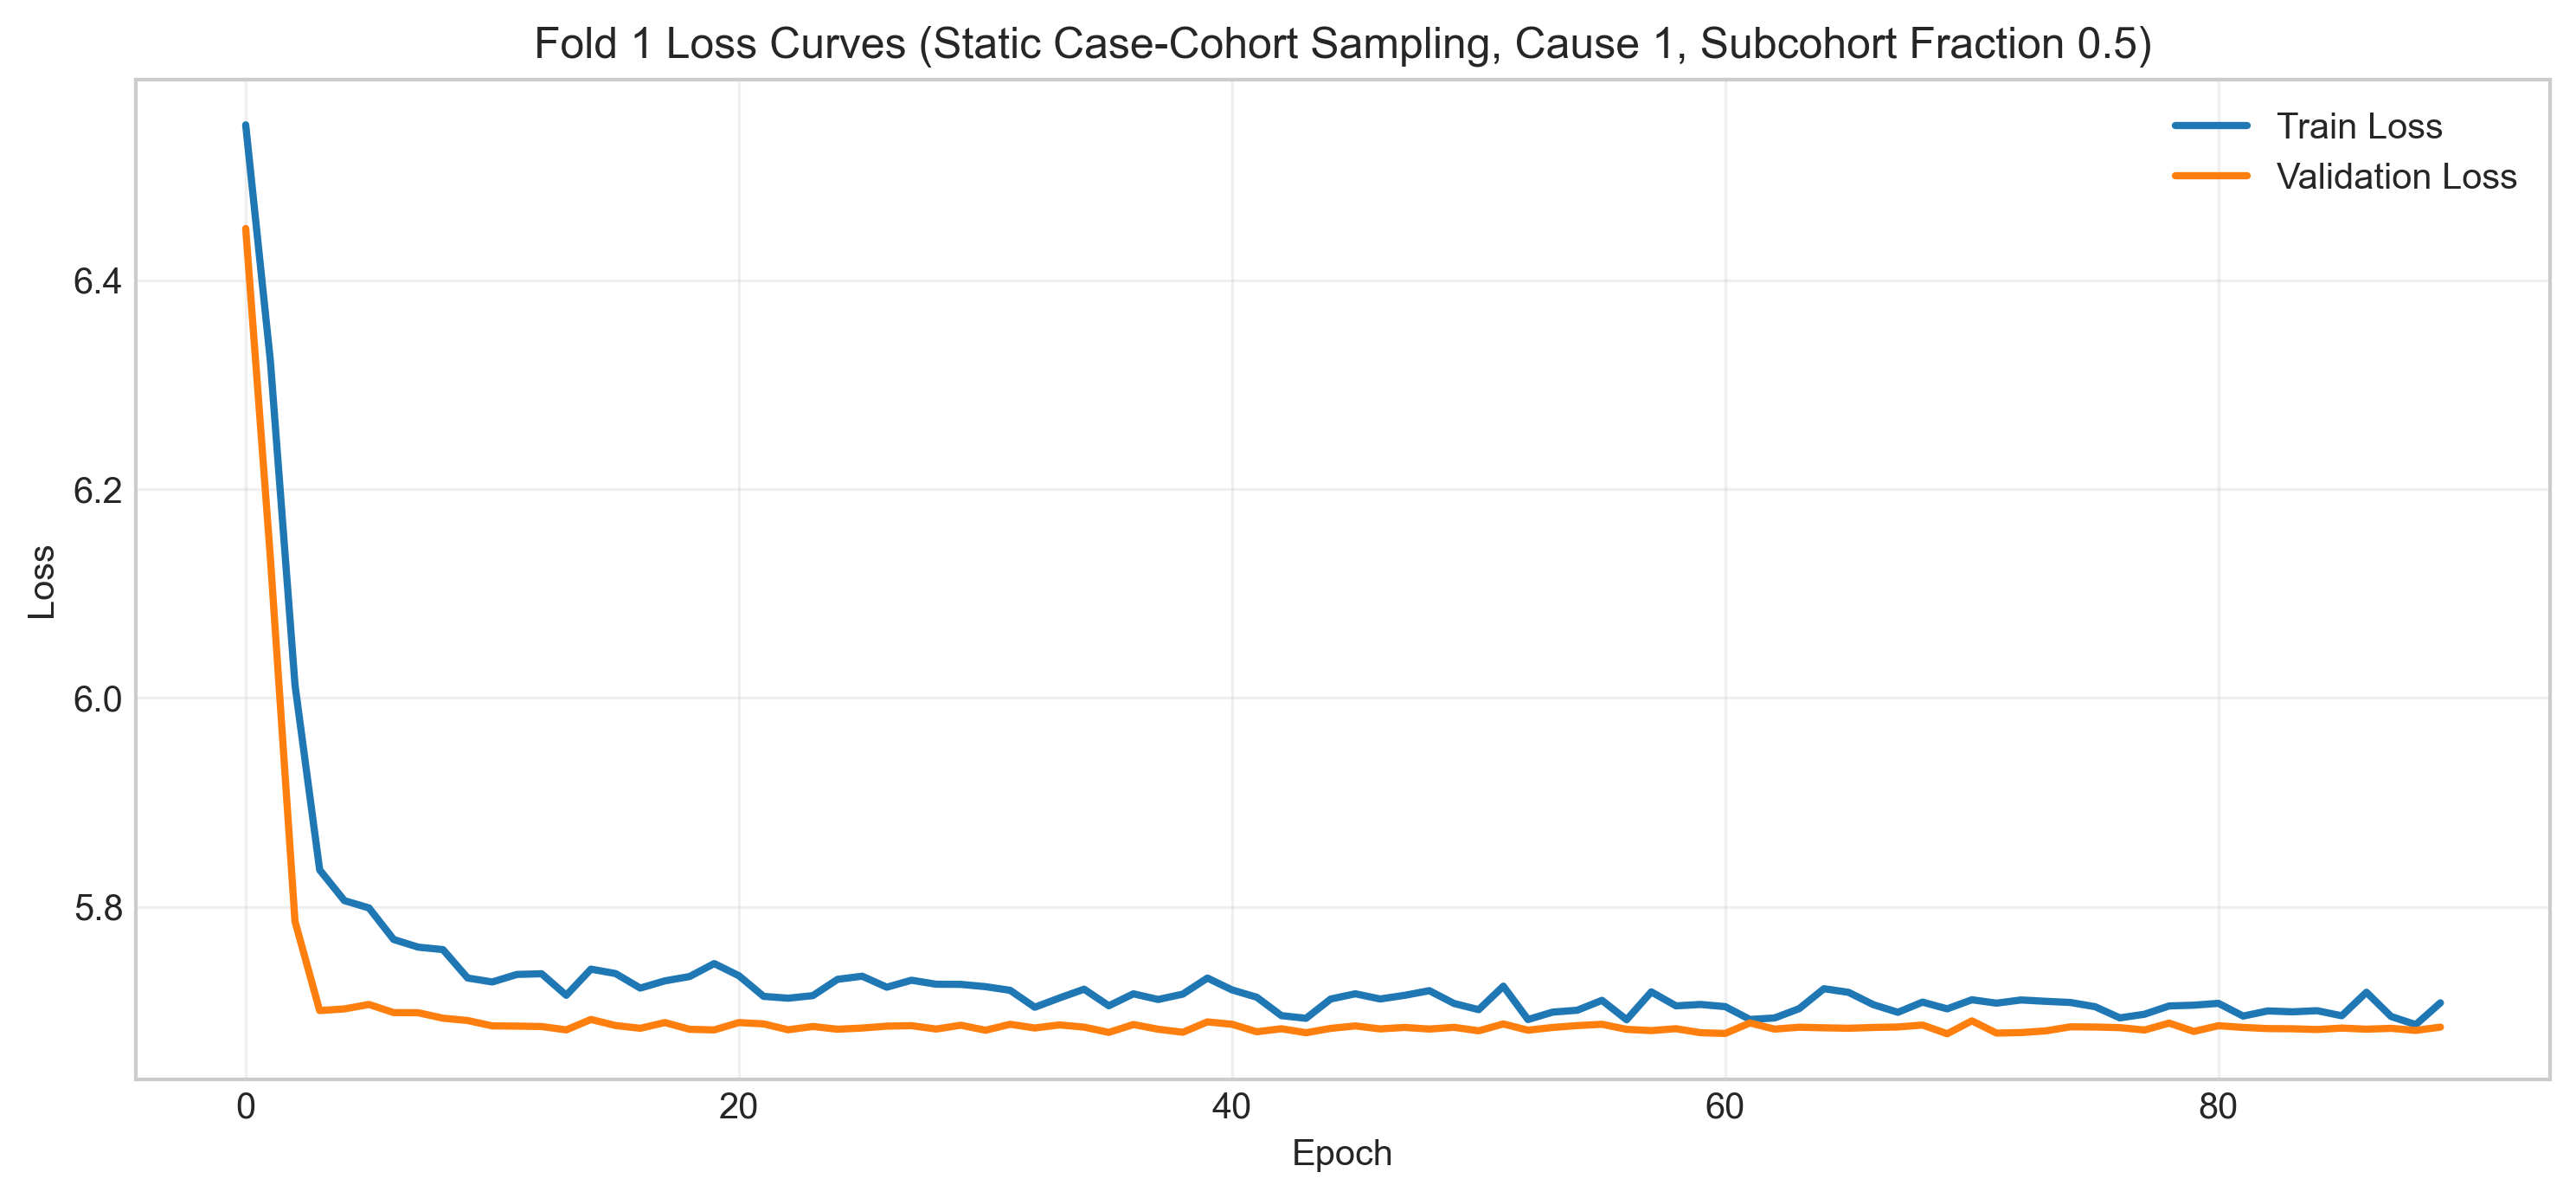 Fold 1 Loss Curves (Static Case-Cohort Sampling, Cause 1, Subcohort Fraction 0.5)
Train Loss
Validation Loss
Loss
6.4
6.2
6.0
5.8
0 20 40 60 80
Epoch